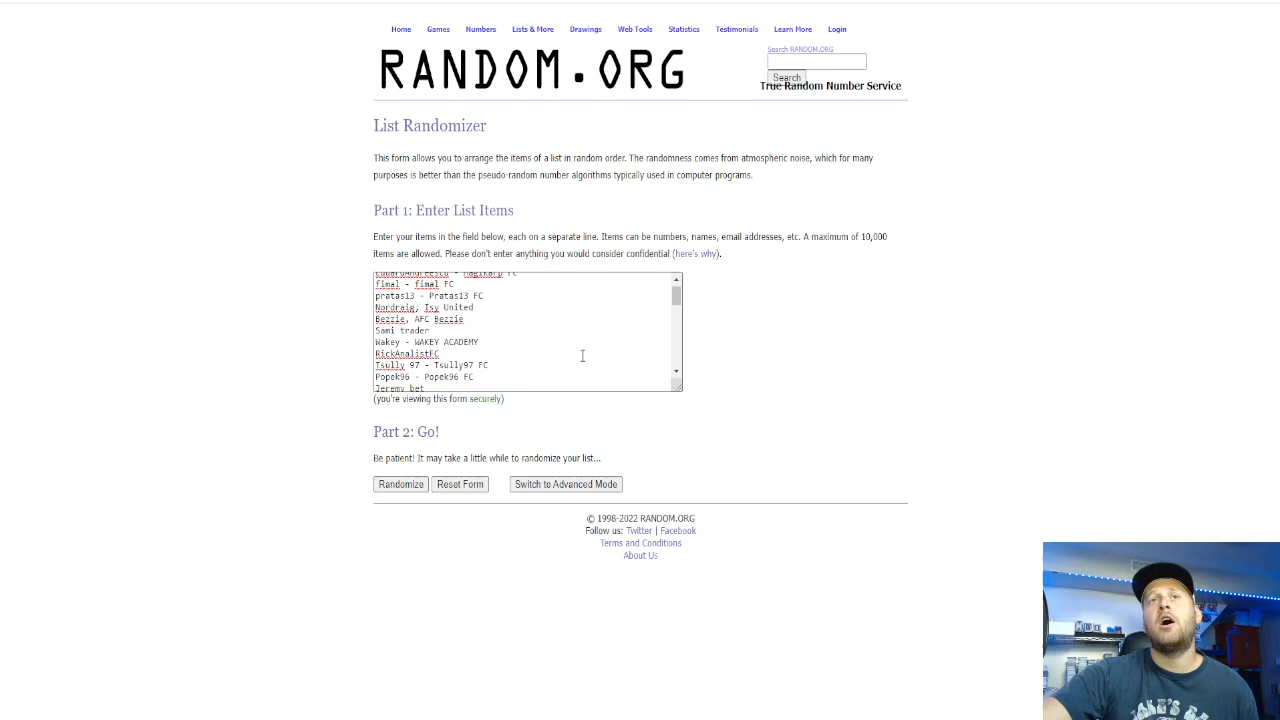 Home Games Numbers Lists & More Drawings Web Tools Statistics Testimonials Learn More Login
RANDOM.ORG
Search RANDOM.ORG
Search
True Random Number Service
List Randomizer
This form allows you to arrange the items of a list in random order. The randomness comes from atmospheric noise, which for many
purposes is better than the pseudo-random number algorithms typically used in computer programs.
Part 1: Enter List Items
Enter your items in the field below, each on a separate line. Items can be numbers, names, email addresses, etc. A maximum of 10,000
items are allowed. Please don't enter anything you would consider confidential (here's why).
EduardAndreescu - Magikarp FC
fimal - fimal FC
pratas13 - Pratas13 FC
Nordraig, Isy United
Bezzie, AFC Bezzie
Sami trader
Wakey - WAKEY ACADEMY
RickAnalistFC
Tsully 97 - Tsully97 FC
Popek96 - Popek96 FC
Jeremy bet
(you're viewing this form securely)
Part 2: Go!
Be patient! It may take a little while to randomize your list...
Randomize Reset Form Switch to Advanced Mode
© 1998-2022 RANDOM.ORG
Follow us: Twitter | Facebook
Terms and Conditions
About Us